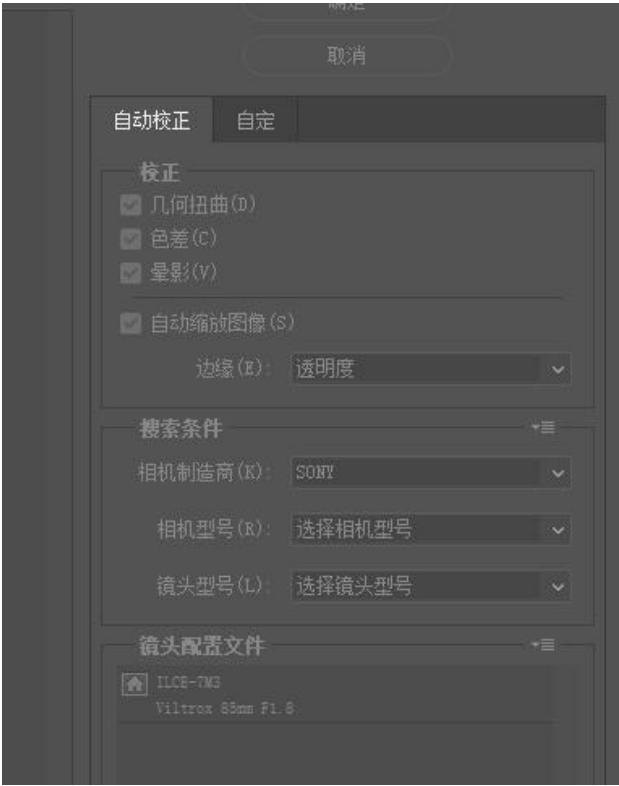 确定
取消
自动校正 自定
校正
几何扭曲(D)
色差(C)
晕影(V)
自动缩放图像(S)
边缘(E): 透明度
搜索条件
相机制造商(K): SONY
相机型号(R): 选择相机型号
镜头型号(L) 选择镜头型号
镜头配置文件
ILCE-7M3
Viltrox 85mm F1.8